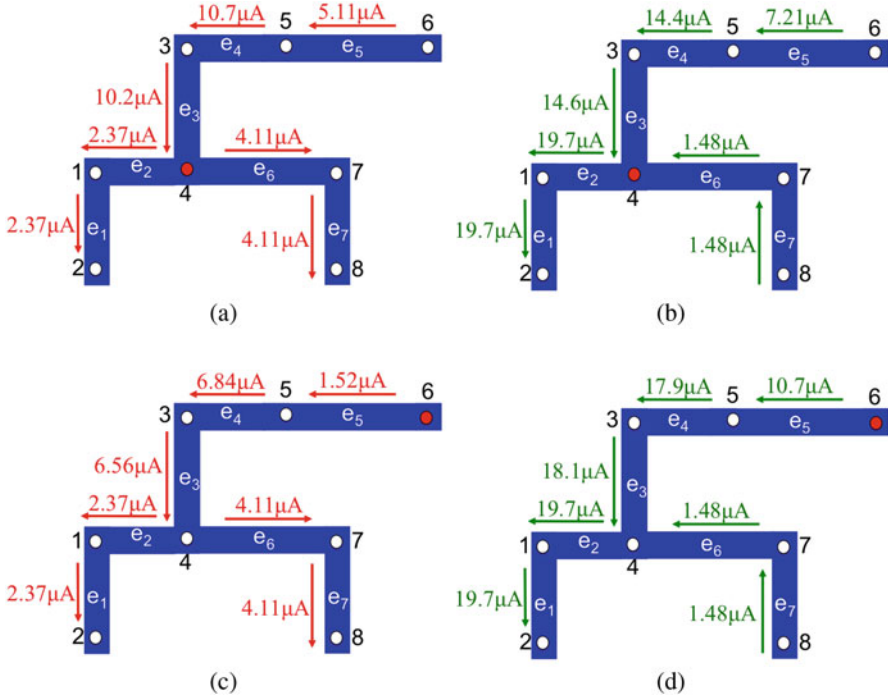 10.7μA 5.11μA
3 e4 5 e5 6
10.2μA
e3
2.37μA 4.11μA
1 e2 4 e6 7
2.37μA e1 4.11μA e7
2 8
(a)
14.4μA 7.21μA
3 e4 5 e5 6
14.6μA
e3
19.7μA 1.48μA
1 e2 4 e6 7
19.7μA e1 1.48μA e7
2 8
(b)
6.84μA 1.52μA
3 e4 5 e5 6
6.56μA
e3
2.37μA 4.11μA
1 e2 4 e6 7
2.37μA e1 4.11μA e7
2 8
(c)
17.9μA 10.7μA
3 e4 5 e5 6
18.1μA
e3
19.7μA 1.48μA
1 e2 4 e6 7
19.7μA e1 1.48μA e7
2 8
(d)